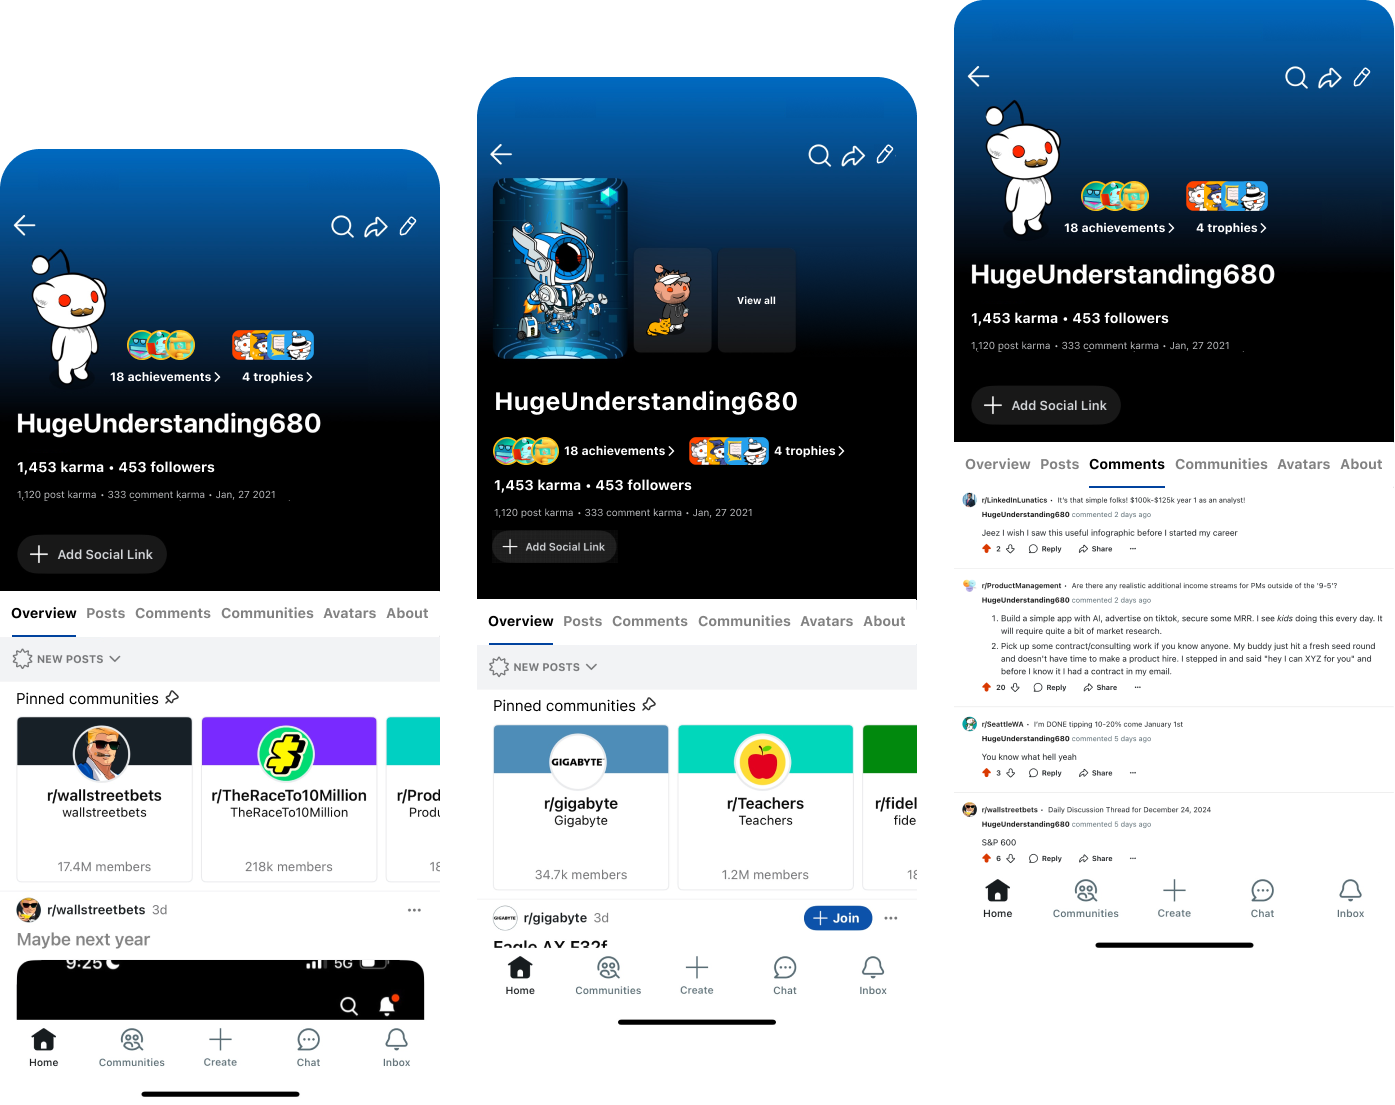 18 achievements
4 trophies
HugeUnderstanding680
1,453 karma • 453 followers
1,120 post karma • 333 comment karma • Jan, 27 2021
Add Social Link
Overview Posts Comments Communities Avatars About
NEW POSTS
Pinned communities
r/wallstreetbets
wallstreetbets
17.4M members
r/TheRaceTo10Million
TheRaceTo10Million
218k members
r/Prod
Produ
18
r/wallstreetbets 3d
Maybe next year
9:25 5G
Home Communities Create Chat Inbox
View all
HugeUnderstanding680
18 achievements 4 trophies
1,453 karma • 453 followers
1,120 post karma • 333 comment karma • Jan, 27 2021
Add Social Link
Overview Posts Comments Communities Avatars About
NEW POSTS
Pinned communities
GIGABYTE
r/gigabyte
Gigabyte
34.7k members
r/Teachers
Teachers
1.2M members
r/fidel
fide
18
GIGABYTE r/gigabyte 3d Join
Eagle AX E32f
Home Communities Create Chat Inbox
18 achievements
4 trophies
HugeUnderstanding680
1,453 karma • 453 followers
1,120 post karma • 333 comment karma • Jan, 27 2021
Add Social Link
Overview Posts Comments Communities Avatars About
r/LinkedInLunatics • It's that simple folks! $100k-$125k year 1 as an analyst!
HugeUnderstanding680 commented 2 days ago
Jeez I wish I saw this useful infographic before I started my career
2 Reply Share
r/ProductManagement • Are there any realistic additional income streams for PMs outside of the '9-5'?
HugeUnderstanding680 commented 2 days ago
1. Build a simple app with AI, advertise on tiktok, secure some MRR. I see kids doing this every day. It
will require quite a bit of market research.
2. Pick up some contract/consulting work if you know anyone. My buddy just hit a fresh seed round
and doesn't have time to make a product hire. I stepped in and said "hey I can XYZ for you" and
before I know it I had a contract in my email.
20 Reply Share
r/SeattleWA • I'm DONE tipping 10-20% come January 1st
HugeUnderstanding680 commented 5 days ago
You know what hell yeah
3 Reply Share
r/wallstreetbets • Daily Discussion Thread for December 24, 2024
HugeUnderstanding680 commented 5 days ago
S&P 600
6 Reply Share
Home Communities Create Chat Inbox